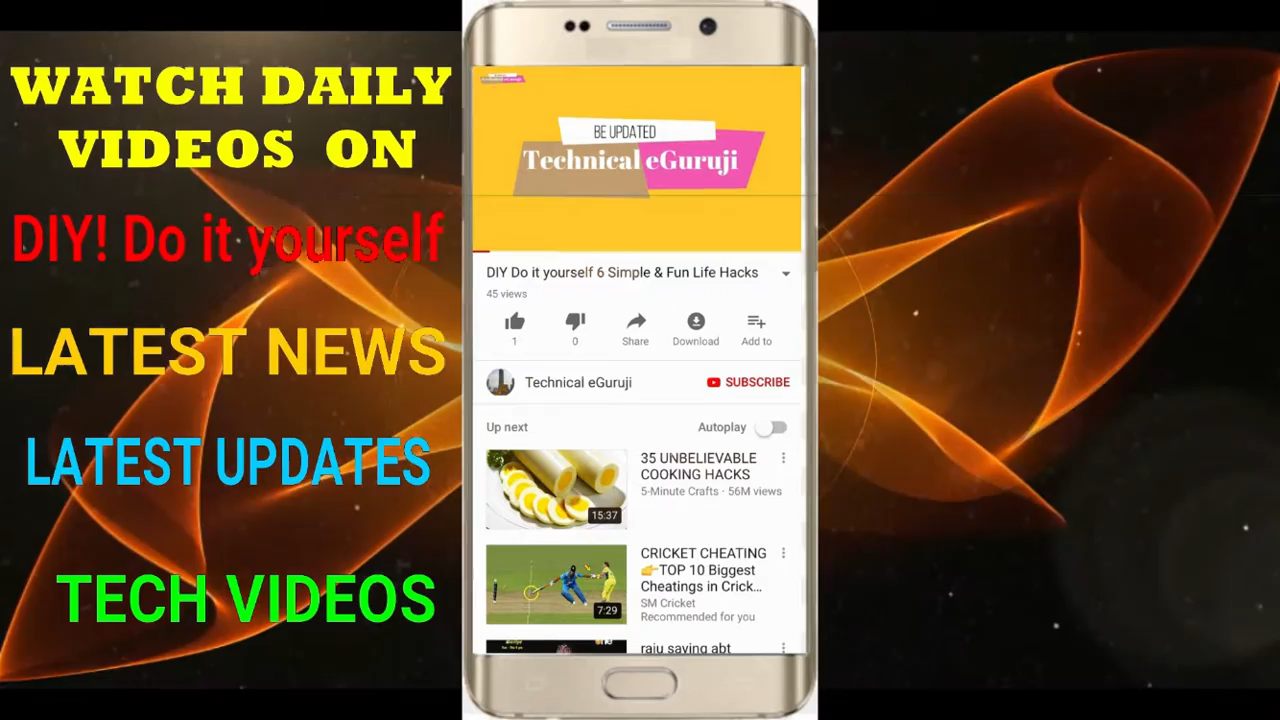 WATCH DAILY
VIDEOS ON
DIY! Do it yourself
LATEST NEWS
LATEST UPDATES
TECH VIDEOS
BE UPDATED
Technical eGuruji
DIY Do it yourself 6 Simple & Fun Life Hacks
45 views
1
0
Share
Download
Add to
Technical eGuruji
SUBSCRIBE
Up next
Autoplay
35 UNBELIEVABLE
COOKING HACKS
5-Minute Crafts · 56M views
15:37
CRICKET CHEATING
👉TOP 10 Biggest
Cheatings in Crick...
SM Cricket
Recommended for you
7:29
raju saying abt